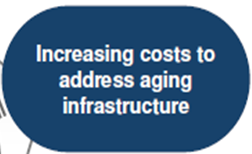 Increasing costs to
address aging
infrastructure